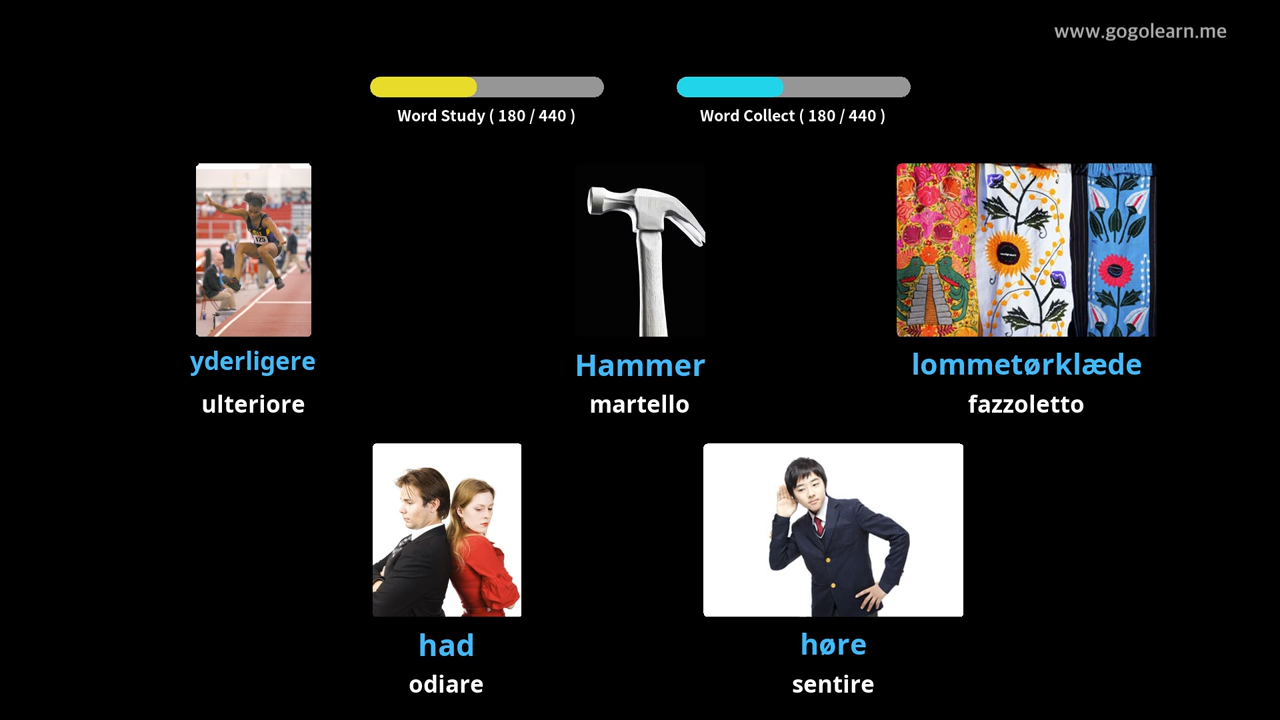 www.gogolearn.me
Word Study ( 180 / 440 )
Word Collect ( 180 / 440 )
yderligere
ulteriore
Hammer
martello
lommetørklæde
fazzoletto
had
odiare
høre
sentire